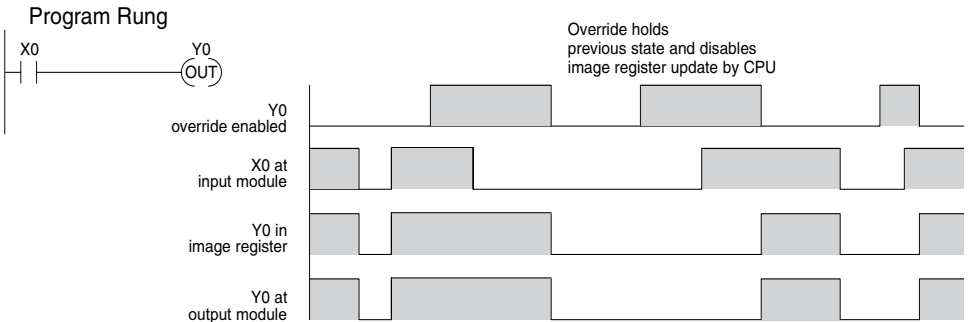 Program Rung
X0
Y0
OUT
Override holds
previous state and disables
image register update by CPU
Y0
override enabled
X0 at
input module
Y0 in
image register
Y0 at
output module